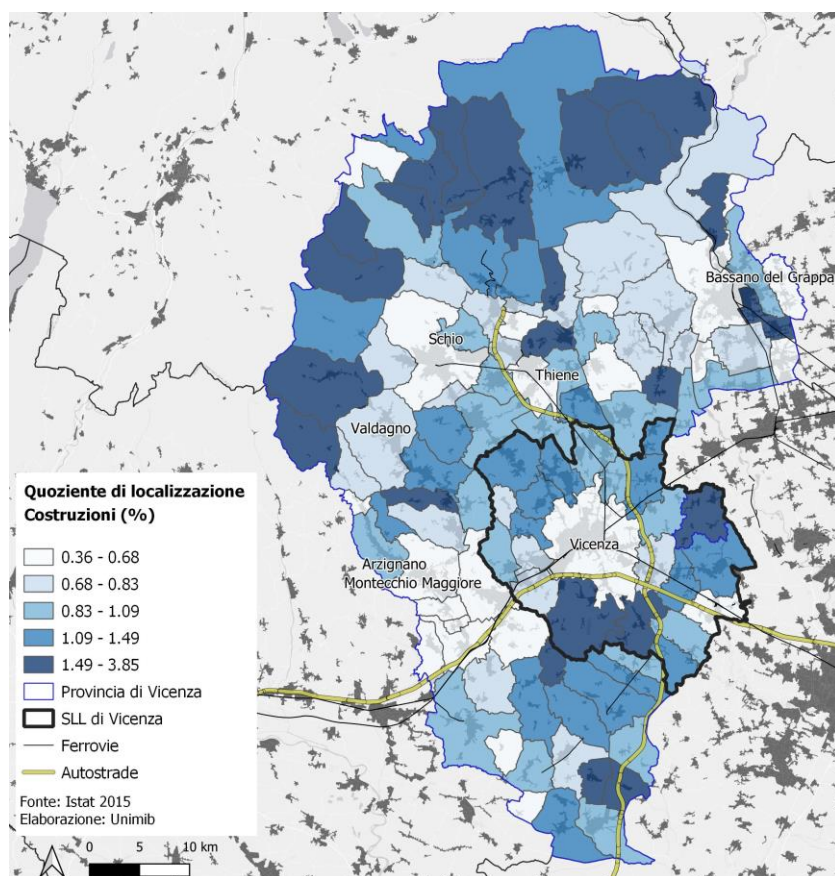 Bassano del Grappa
Schio
Thiene
Valdagno
Vicenza
Arzignano
Montecchio Maggiore
Quoziente di localizzazione
Costruzioni (%)
0.36 - 0.68
0.68 - 0.83
0.83 - 1.09
1.09 - 1.49
1.49 - 3.85
Provincia di Vicenza
SLL di Vicenza
Ferrovie
Autostrade
Fonte: Istat 2015
Elaborazione: Unimib
0 5 10 km